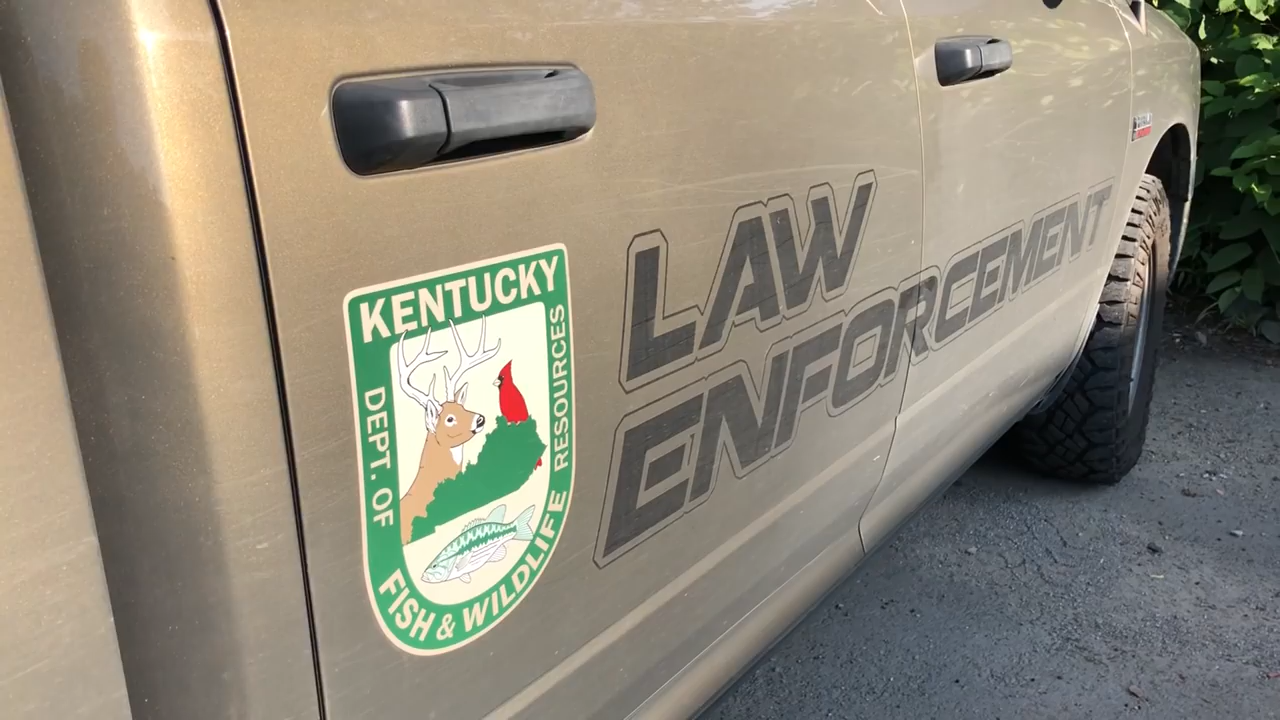 KENTUCKY
DEPT. OF
FISH & WILDLIFE
RESOURCES
LAW
ENFORCEMENT